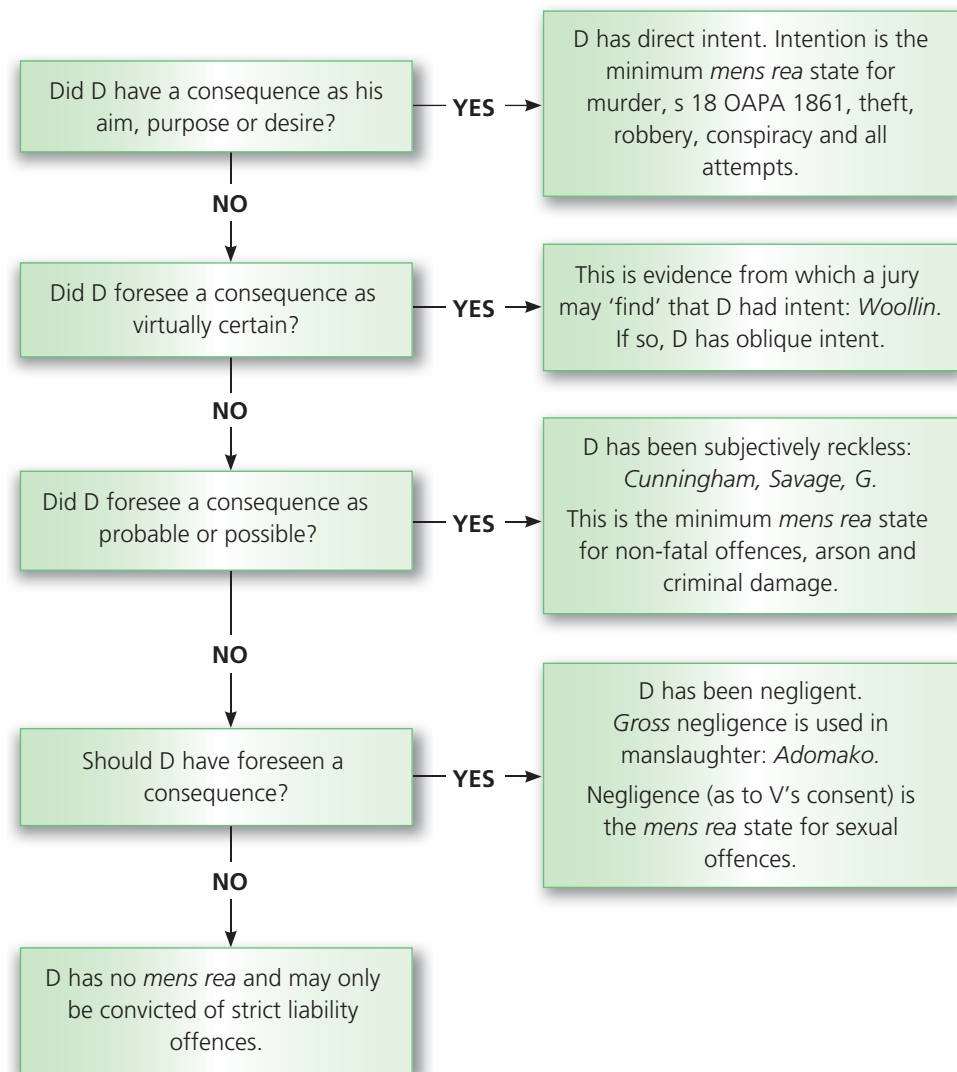 Did D have a consequence as his
aim, purpose or desire?
YES
D has direct intent. Intention is the
minimum mens rea state for
murder, s 18 OAPA 1861, theft,
robbery, conspiracy and all
attempts.
NO
Did D foresee a consequence as
virtually certain?
YES
This is evidence from which a jury
may ‘find’ that D had intent: Woollin.
If so, D has oblique intent.
NO
Did D foresee a consequence as
probable or possible?
YES
D has been subjectively reckless:
Cunningham, Savage, G.
This is the minimum mens rea state
for non-fatal offences, arson and
criminal damage.
NO
Should D have foreseen a
consequence?
YES
D has been negligent.
Gross negligence is used in
manslaughter: Adomako.
Negligence (as to V’s consent) is
the mens rea state for sexual
offences.
NO
D has no mens rea and may only
be convicted of strict liability
offences.